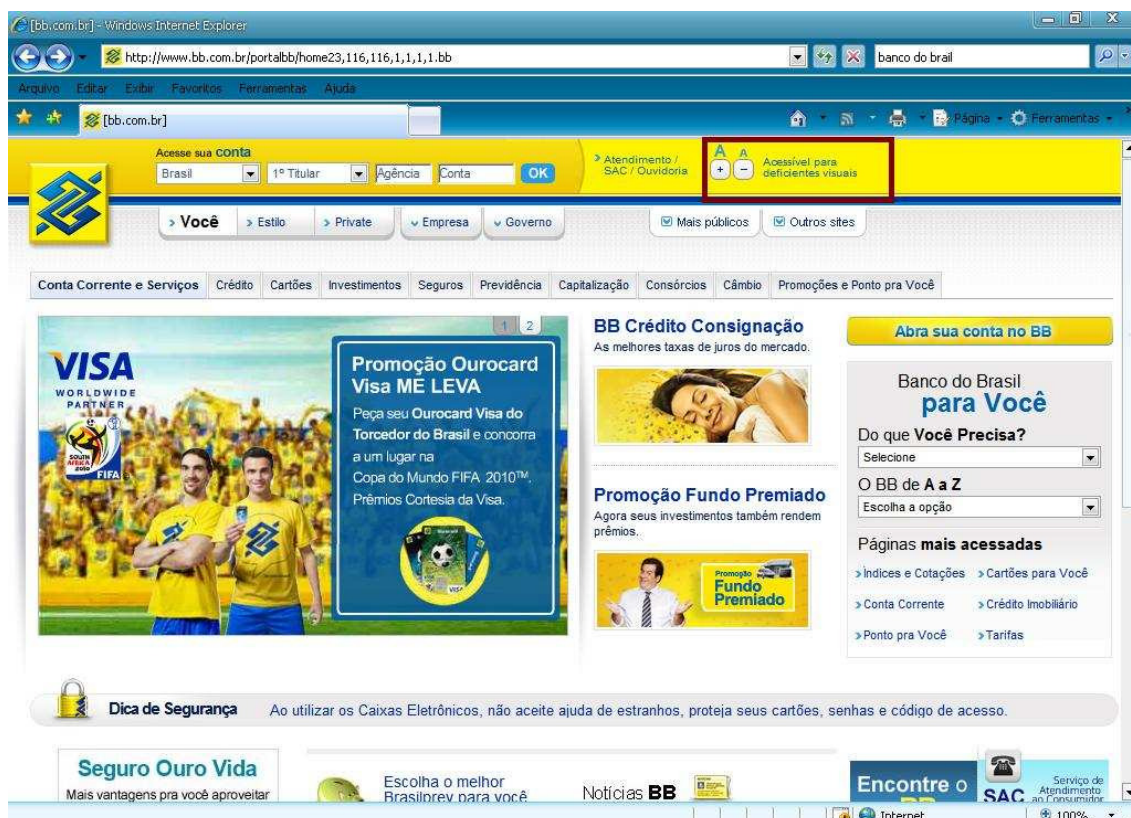 [bb.com.br] - Windows Internet Explorer
http://www.bb.com.br/portalbb/home23,116,116,1,1,1,1.bb
banco do brail
Arquivo Editar Exibir Favoritos Ferramentas Ajuda
[bb.com.br]
Página Ferramentas
Acesse sua conta
Brasil 1º Titular Agência Conta OK
> Atendimento /
SAC / Ouvidoria
A A
+ -
Acessível para
deficientes visuais
> Você > Estilo > Private Empresa Governo
Mais públicos Outros sites
Conta Corrente e Serviços Crédito Cartões Investimentos Seguros Previdência Capitalização Consórcios Câmbio Promoções e Ponto pra Você
1 2
VISA
WORLDWIDE
PARTNER
SOUTH
AFRICA
2010
FIFA
Promoção Ourocard
Visa ME LEVA
Peça seu Ourocard Visa do
Torcedor do Brasil e concorra
a um lugar na
Copa do Mundo FIFA 2010™.
Prêmios Cortesia da Visa.
Ourocard
VISA
BB Crédito Consignação
As melhores taxas de juros do mercado.
Promoção Fundo Premiado
Agora seus investimentos também rendem
prêmios.
Promoção
Fundo
Premiado
Abra sua conta no BB
Banco do Brasil
para Você
Do que Você Precisa?
Selecione
O BB de A a Z
Escolha a opção
Páginas mais acessadas
> Índices e Cotações > Cartões para Você
> Conta Corrente > Crédito Imobiliário
> Ponto pra Você > Tarifas
Dica de Segurança Ao utilizar os Caixas Eletrônicos, não aceite ajuda de estranhos, proteja seus cartões, senhas e código de acesso.
Seguro Ouro Vida
Mais vantagens pra você aproveitar
Escolha o melhor
Brasilprev para você
Notícias BB
Encontre o
BB
SAC
Serviço de
Atendimento
ao Consumidor
Internet 100%